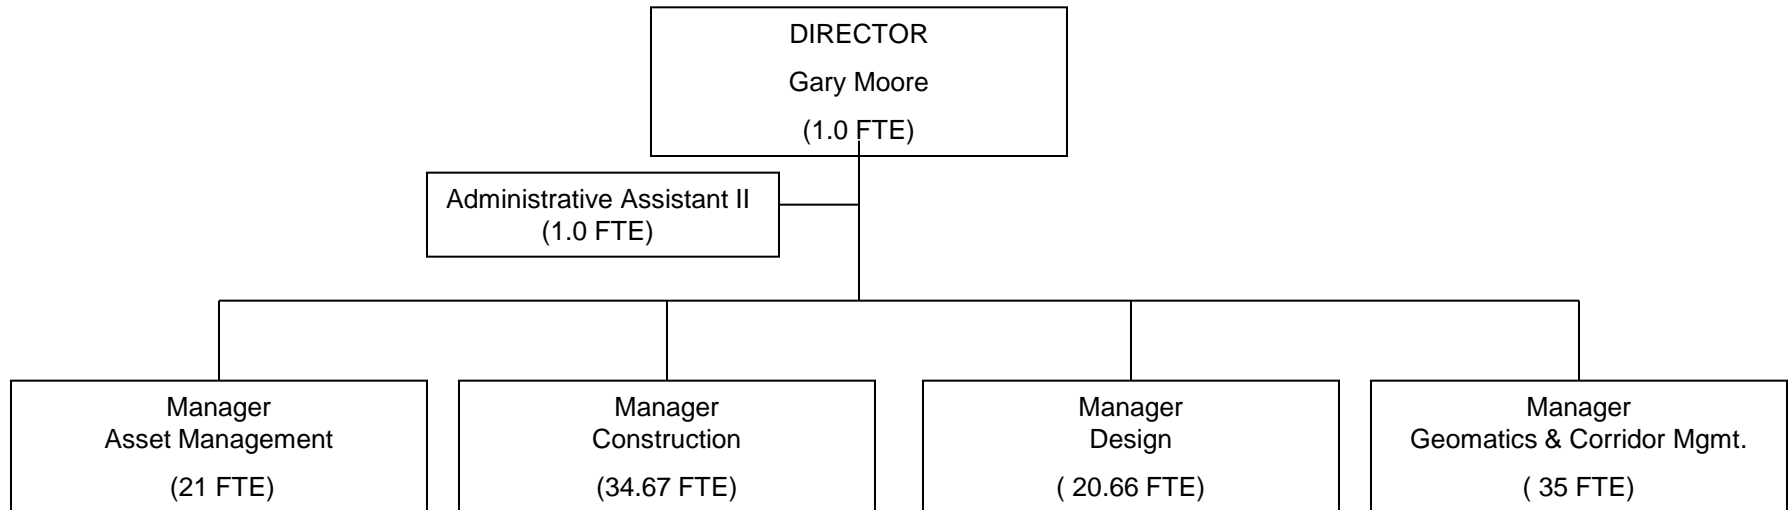 DIRECTOR
Gary Moore
(1.0 FTE)
Administrative Assistant II
(1.0 FTE)
Manager
Asset Management
(21 FTE)
Manager
Construction
(34.67 FTE)
Manager
Design
( 20.66 FTE)
Manager
Geomatics & Corridor Mgmt.
( 35 FTE)